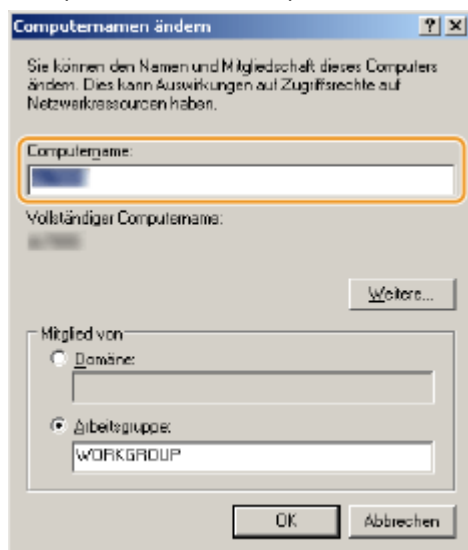 Computernamen ändern
Sie können den Namen und Mitgliedschaft dieses Computers
ändern. Dies kann Auswirkungen auf Zugriffsrechte auf
Netzwerkressourcen haben.
Computername:
Vollständiger Computername:
Weitere...
Mitglied von
Domäne:
Arbeitsgruppe:
WORKGROUP
OK
Abbrechen